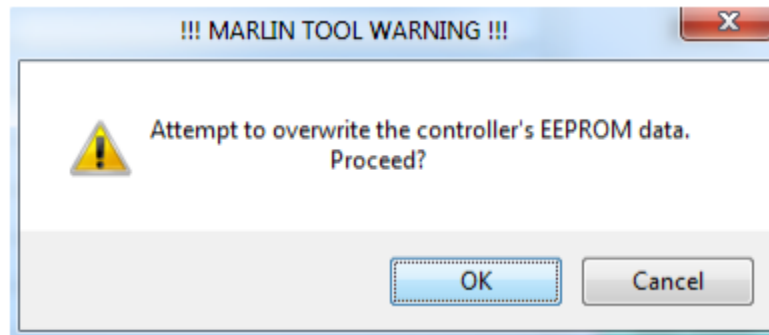 !!! MARLIN TOOL WARNING !!!
Attempt to overwrite the controller's EEPROM data.
Proceed?
OK
Cancel